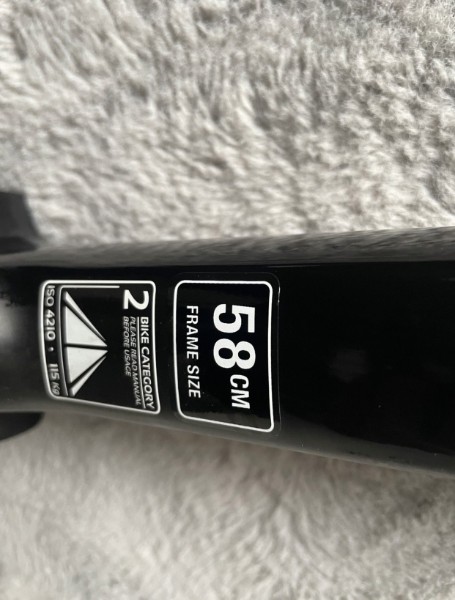 58 CM
FRAME SIZE
2 BIKE CATEGORY
PLEASE READ MANUAL
BEFORE USAGE
ISO 4210 • 115 KG